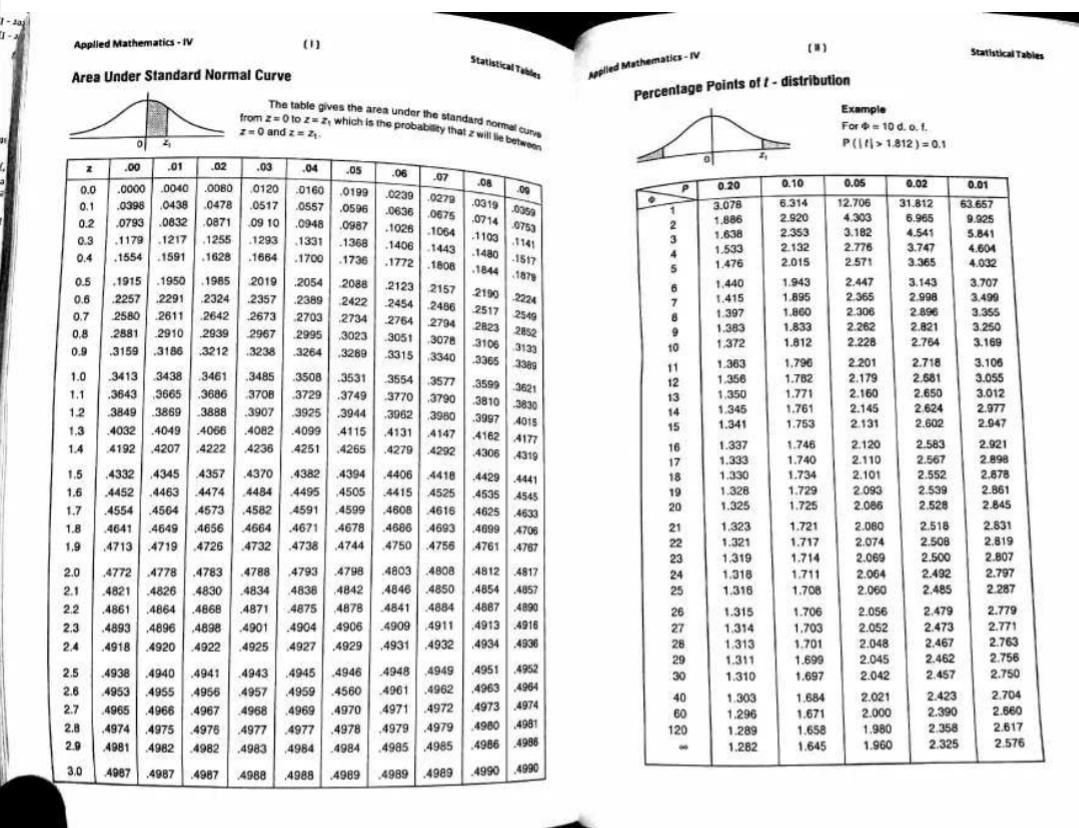 Applied Mathematics - IV
( I )
Statistical Tables
Area Under Standard Normal Curve
The table gives the area under the standard normal curve
from z = 0 to z = z₁ which is the probability that z will lie between
z = 0 and z = z₁.
0 z₁
z .00 .01 .02 .03 .04 .05 .06 .07 .08 .09
0.0 .0000 .0040 .0080 .0120 .0160 .0199 .0239 .0279 .0319 .0359
0.1 .0398 .0438 .0478 .0517 .0557 .0596 .0636 .0675 .0714 .0753
0.2 .0793 .0832 .0871 .09 10 .0948 .0987 .1026 .1064 .1103 .1141
0.3 .1179 .1217 .1255 .1293 .1331 .1368 .1406 .1443 .1480 .1517
0.4 .1554 .1591 .1628 .1664 .1700 .1736 .1772 .1808 .1844 .1879
0.5 .1915 .1950 .1985 .2019 .2054 .2088 .2123 .2157 .2190 .2224
0.6 .2257 .2291 .2324 .2357 .2389 .2422 .2454 .2486 .2517 .2549
0.7 .2580 .2611 .2642 .2673 .2703 .2734 .2764 .2794 .2823 .2852
0.8 .2881 .2910 .2939 .2967 .2995 .3023 .3051 .3078 .3106 .3133
0.9 .3159 .3186 .3212 .3238 .3264 .3289 .3315 .3340 .3365 .3389
1.0 .3413 .3438 .3461 .3485 .3508 .3531 .3554 .3577 .3599 .3621
1.1 .3643 .3665 .3686 .3708 .3729 .3749 .3770 .3790 .3810 .3830
1.2 .3849 .3869 .3888 .3907 .3925 .3944 .3962 .3980 .3997 .4015
1.3 .4032 .4049 .4066 .4082 .4099 .4115 .4131 .4147 .4162 .4177
1.4 .4192 .4207 .4222 .4236 .4251 .4265 .4279 .4292 .4306 .4319
1.5 .4332 .4345 .4357 .4370 .4382 .4394 .4406 .4418 .4429 .4441
1.6 .4452 .4463 .4474 .4484 .4495 .4505 .4415 .4525 .4535 .4545
1.7 .4554 .4564 .4573 .4582 .4591 .4599 .4608 .4616 .4625 .4633
1.8 .4641 .4649 .4656 .4664 .4671 .4678 .4686 .4693 .4699 .4706
1.9 .4713 .4719 .4726 .4732 .4738 .4744 .4750 .4756 .4761 .4767
2.0 .4772 .4778 .4783 .4788 .4793 .4798 .4803 .4808 .4812 .4817
2.1 .4821 .4826 .4830 .4834 .4838 .4842 .4846 .4850 .4854 .4857
2.2 .4861 .4864 .4868 .4871 .4875 .4878 .4841 .4884 .4887 .4890
2.3 .4893 .4896 .4898 .4901 .4904 .4906 .4909 .4911 .4913 .4916
2.4 .4918 .4920 .4922 .4925 .4927 .4929 .4931 .4932 .4934 .4936
2.5 .4938 .4940 .4941 .4943 .4945 .4946 .4948 .4949 .4951 .4952
2.6 .4953 .4955 .4956 .4957 .4959 .4560 .4961 .4962 .4963 .4964
2.7 .4965 .4966 .4967 .4968 .4969 .4970 .4971 .4972 .4973 .4974
2.8 .4974 .4975 .4976 .4977 .4977 .4978 .4979 .4979 .4980 .4981
2.9 .4981 .4982 .4982 .4983 .4984 .4984 .4985 .4985 .4986 .4986
3.0 .4987 .4987 .4987 .4988 .4988 .4989 .4989 .4989 .4990 .4990
Applied Mathematics - IV
( II )
Statistical Tables
Percentage Points of t - distribution
Example
For Φ = 10 d. o. f.
P ( | t | > 1.812 ) = 0.1
0 z₁
P 0.20 0.10 0.05 0.02 0.01
Φ
1 3.078 6.314 12.706 31.812 63.657
2 1.886 2.920 4.303 6.965 9.925
3 1.638 2.353 3.182 4.541 5.841
4 1.533 2.132 2.776 3.747 4.604
5 1.476 2.015 2.571 3.365 4.032
6 1.440 1.943 2.447 3.143 3.707
7 1.415 1.895 2.365 2.998 3.499
8 1.397 1.860 2.306 2.896 3.355
9 1.383 1.833 2.262 2.821 3.250
10 1.372 1.812 2.228 2.764 3.169
11 1.363 1.796 2.201 2.718 3.106
12 1.356 1.782 2.179 2.681 3.055
13 1.350 1.771 2.160 2.650 3.012
14 1.345 1.761 2.145 2.624 2.977
15 1.341 1.753 2.131 2.602 2.947
16 1.337 1.746 2.120 2.583 2.921
17 1.333 1.740 2.110 2.567 2.898
18 1.330 1.734 2.101 2.552 2.878
19 1.328 1.729 2.093 2.539 2.861
20 1.325 1.725 2.086 2.528 2.845
21 1.323 1.721 2.080 2.518 2.831
22 1.321 1.717 2.074 2.508 2.819
23 1.319 1.714 2.069 2.500 2.807
24 1.318 1.711 2.064 2.492 2.797
25 1.316 1.708 2.060 2.485 2.287
26 1.315 1.706 2.056 2.479 2.779
27 1.314 1.703 2.052 2.473 2.771
28 1.313 1.701 2.048 2.467 2.763
29 1.311 1.699 2.045 2.462 2.756
30 1.310 1.697 2.042 2.457 2.750
40 1.303 1.684 2.021 2.423 2.704
60 1.296 1.671 2.000 2.390 2.660
120 1.289 1.658 1.980 2.358 2.617
∞ 1.282 1.645 1.960 2.325 2.576